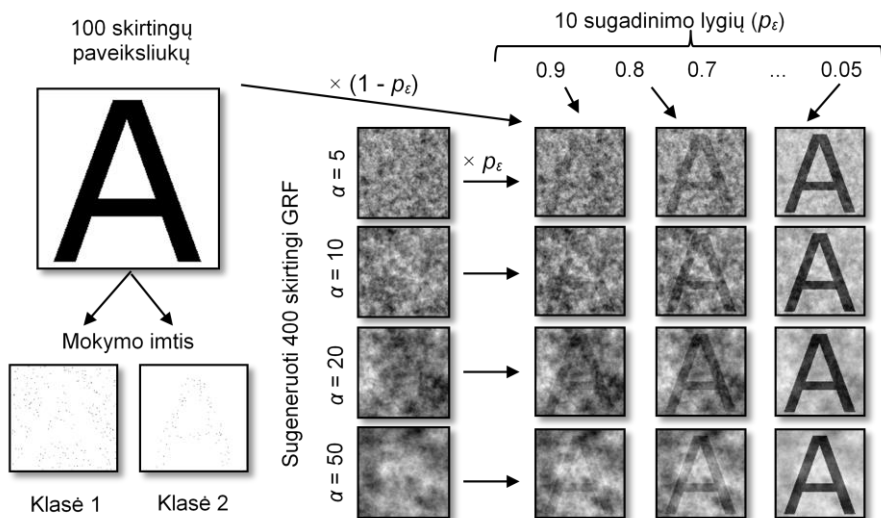 100 skirtingų
paveiksliukų
A
Mokymo imtis
Klasė 1 Klasė 2
× (1 - pε)
Sugeneruoti 400 skirtingi GRF
α = 5
α = 10
α = 20
α = 50
× pε
10 sugadinimo lygių (pε)
0.9 0.8 0.7 ... 0.05
A A A
A A A
A A A
A A A